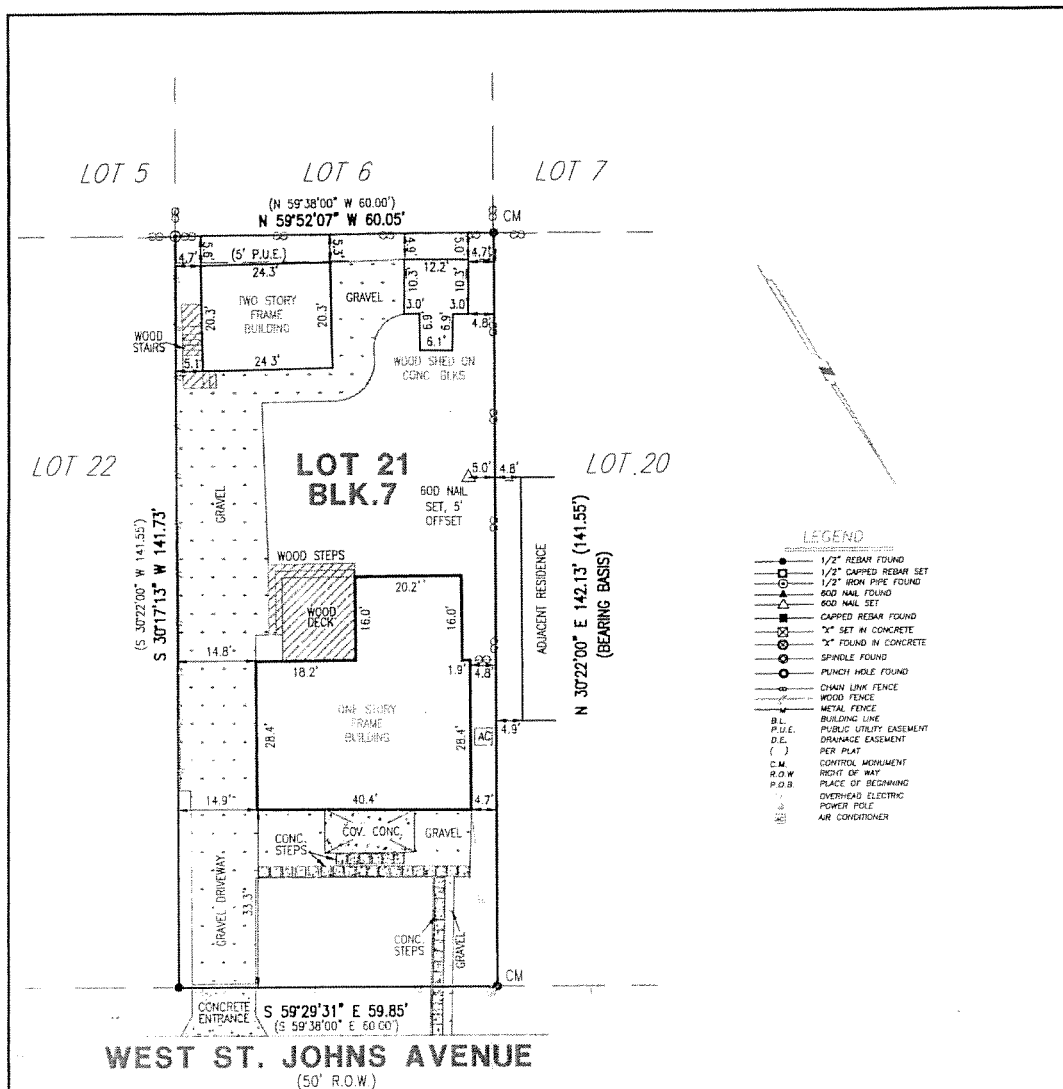 LOT 5
LOT 6
LOT 7
(N 59°38'00" W 60.00')
N 59°52'07" W 60.05'
CM
4.7'
5.6'
(5' P.U.E.)
5.3'
4.9'
5.0'
4.7'
24.3'
12.2'
TWO STORY
FRAME
BUILDING
20.3'
20.3'
GRAVEL
10.3'
10.3'
3.0'
3.0'
4.8'
6.9'
6.9'
6.1'
WOOD
STAIRS
5.1'
24.3'
WOOD SHED ON
CONC BLKS
LOT 22
LOT 21
BLK.7
LOT 20
5.0'
4.8'
60D NAIL
SET, 5'
OFFSET
GRAVEL
(S 30°22'00" W 141.55')
S 30°17'13" W 141.73'
N 30°22'00" E 142.13' (141.55')
(BEARING BASIS)
ADJACENT RESIDENCE
WOOD STEPS
WOOD
DECK
20.2'
16.0'
16.0'
14.8'
18.2'
1.9'
4.8'
ONE STORY
FRAME
BUILDING
28.4'
28.4'
AC
4.9'
14.9'
40.4'
4.7'
CONC.
STEPS
COV. CONC.
GRAVEL
GRAVEL DRIVEWAY
33.3'
CONC.
STEPS
GRAVEL
CM
CONCRETE
ENTRANCE
S 59°29'31" E 59.85'
(S 59°38'00" E 60.00')
WEST ST. JOHNS AVENUE
(50' R.O.W.)
LEGEND
1/2" REBAR FOUND
1/2" CAPPED REBAR SET
1/2" IRON PIPE FOUND
60D NAIL FOUND
60D NAIL SET
CAPPED REBAR FOUND
"X" SET IN CONCRETE
"X" FOUND IN CONCRETE
SPINDLE FOUND
PUNCH HOLE FOUND
CHAIN LINK FENCE
WOOD FENCE
METAL FENCE
B.L. BUILDING LINE
P.U.E. PUBLIC UTILITY EASEMENT
D.E. DRAINAGE EASEMENT
( ) PER PLAT
C.M. CONTROL MONUMENT
R.O.W RIGHT OF WAY
P.O.B. PLACE OF BEGINNING
OVERHEAD ELECTRIC
POWER POLE
AIR CONDITIONER